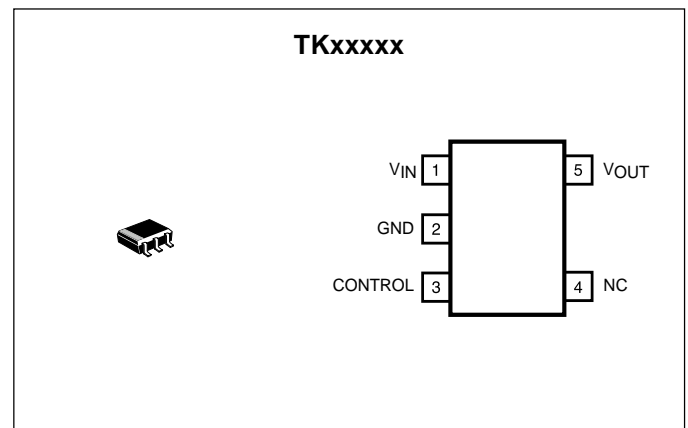 TKxxxxx
VIN 1
5 VOUT
GND 2
CONTROL 3
4 NC